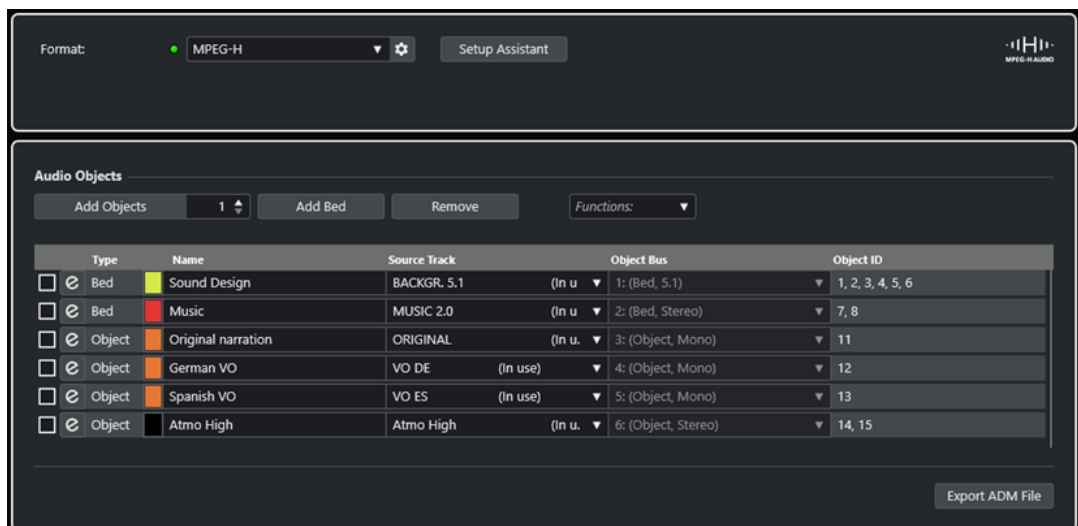 Format: MPEG-H Setup Assistant
MPEG-H AUDIO
Audio Objects
Add Objects 1 Add Bed Remove Functions:
Type Name Source Track Object Bus Object ID
e Bed Sound Design BACKGR. 5.1 (In u 1: (Bed, 5.1) 1, 2, 3, 4, 5, 6
e Bed Music MUSIC 2.0 (In u 2: (Bed, Stereo) 7, 8
e Object Original narration ORIGINAL (In u. 3: (Object, Mono) 11
e Object German VO VO DE (In use) 4: (Object, Mono) 12
e Object Spanish VO VO ES (In use) 5: (Object, Mono) 13
e Object Atmo High Atmo High (In u. 6: (Object, Stereo) 14, 15
Export ADM File